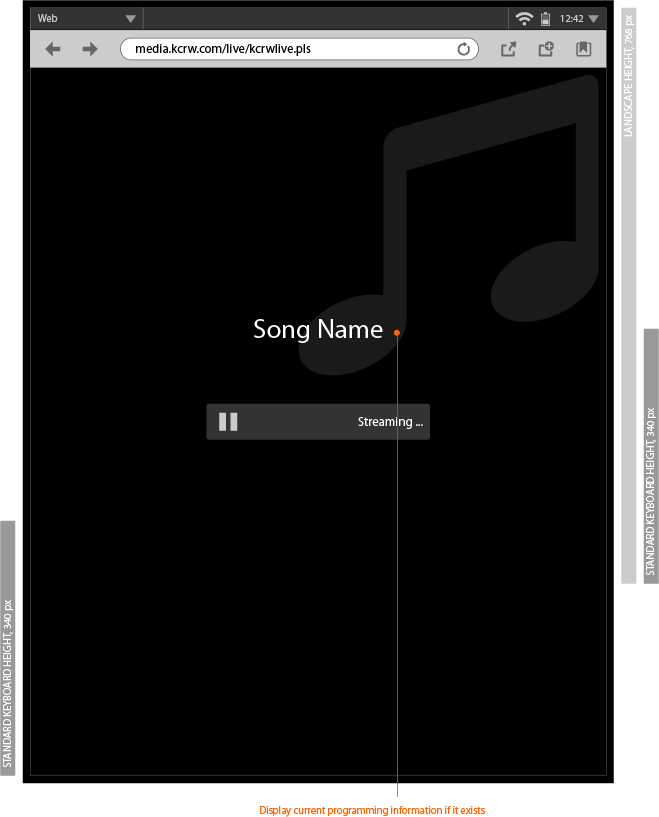 Web
12:42
media.kcrw.com/live/kcrwlive.pls
LANDSCAPE HEIGHT, 768 px
Song Name
Streaming ...
STANDARD KEYBOARD HEIGHT, 340 px
STANDARD KEYBOARD HEIGHT, 340 px
Display current programming information if it exists